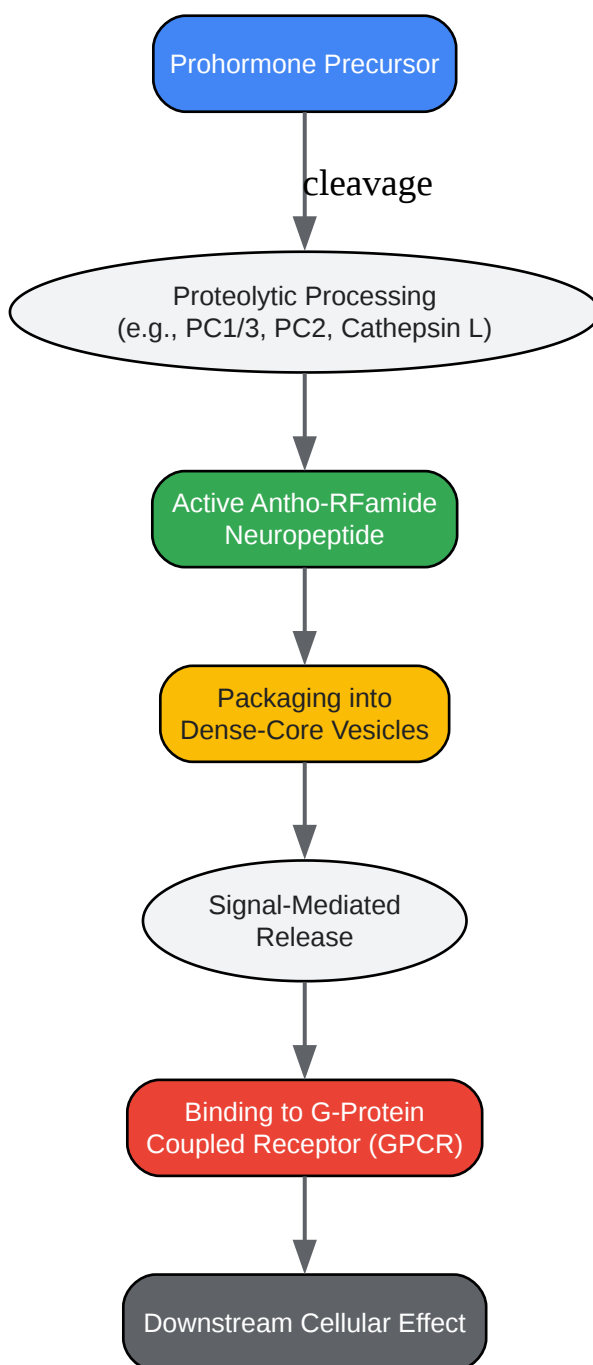 Prohormone Precursor
cleavage
Proteolytic Processing
(e.g., PC1/3, PC2, Cathepsin L)
Active Antho-RFamide
Neuropeptide
Packaging into
Dense-Core Vesicles
Signal-Mediated
Release
Binding to G-Protein
Coupled Receptor (GPCR)
Downstream Cellular Effect